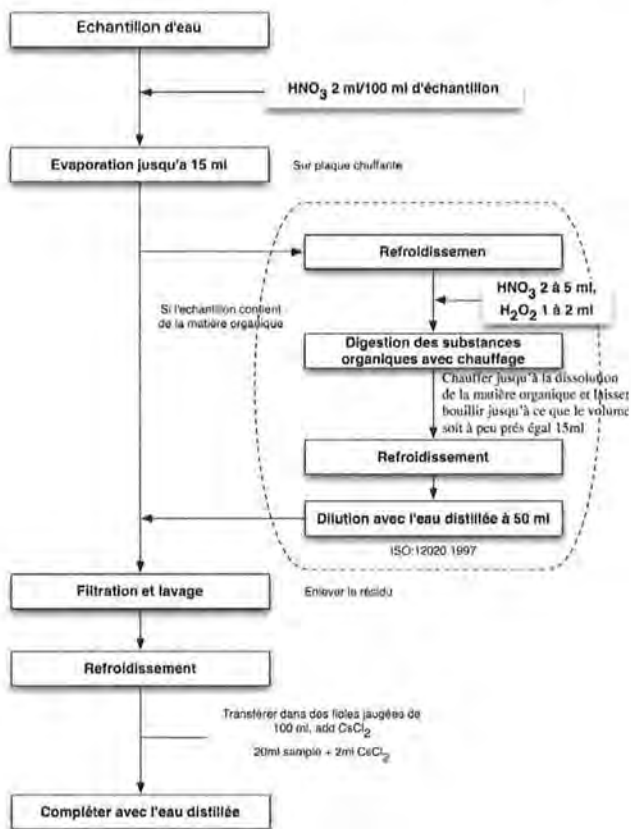 Echantillon d'eau
HNO3 2 ml/100 ml d'échantillon
Evaporation jusqu'a 15 ml
Sur plaque chuffante
Refroidissemen
HNO3 2 à 5 ml,
H2O2 1 à 2 ml
Si l'echantillon contient
de la matière organique
Digestion des substances
organiques avec chauffage
Chauffer jusqu'à la dissolution
de la matière organique et laisser
bouillir jusqu'à ce que le volume
soit à peu prés égal 15ml
Refroidissement
Dilution avec l'eau distillée à 50 ml
ISO:12020 1997
Filtration et lavage
Enlever le résidu
Refroidissement
Transférer dans des fioles jaugées de
100 ml, add CsCl2
20ml sample + 2ml CsCl2
Compléter avec l'eau distillée